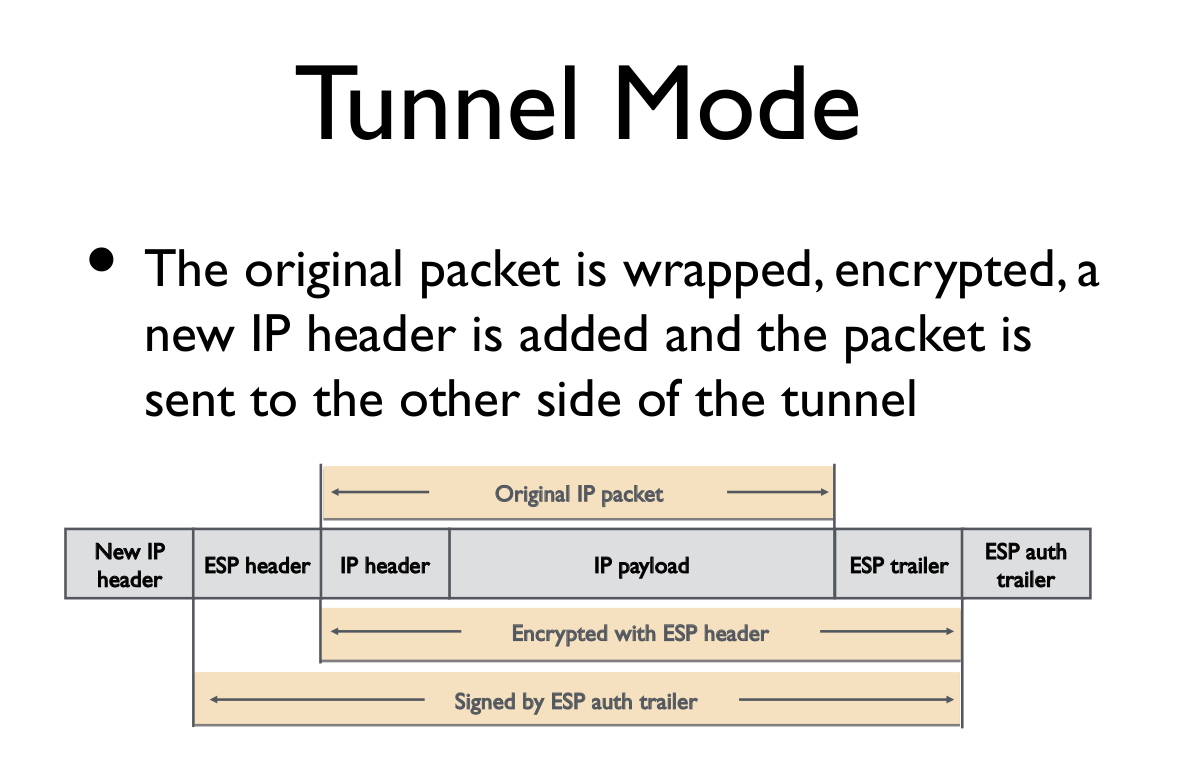 Tunnel Mode
• The original packet is wrapped, encrypted, a
new IP header is added and the packet is
sent to the other side of the tunnel
Original IP packet
New IP
header
ESP header
IP header
IP payload
ESP trailer
ESP auth
trailer
Encrypted with ESP header
Signed by ESP auth trailer